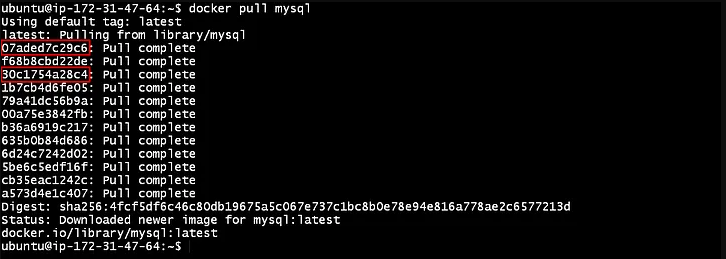 ubuntu@ip-172-31-47-64:~$ docker pull mysql
Using default tag: latest
latest: Pulling from library/mysql
07aded7c29c6: Pull complete
f68b8cbd22de: Pull complete
30c1754a28c4: Pull complete
1b7cb4d6fe05: Pull complete
79a41dc56b9a: Pull complete
00a75e3842fb: Pull complete
b36a6919c217: Pull complete
635b0b84d686: Pull complete
6d24c7242d02: Pull complete
5be6c5edf16f: Pull complete
cb35eac1242c: Pull complete
a573d4e1c407: Pull complete
Digest: sha256:4fcf5df6c46c80db19675a5c067e737c1bc8b0e78e94e816a778ae2c6577213d
Status: Downloaded newer image for mysql:latest
docker.io/library/mysql:latest
ubuntu@ip-172-31-47-64:~$